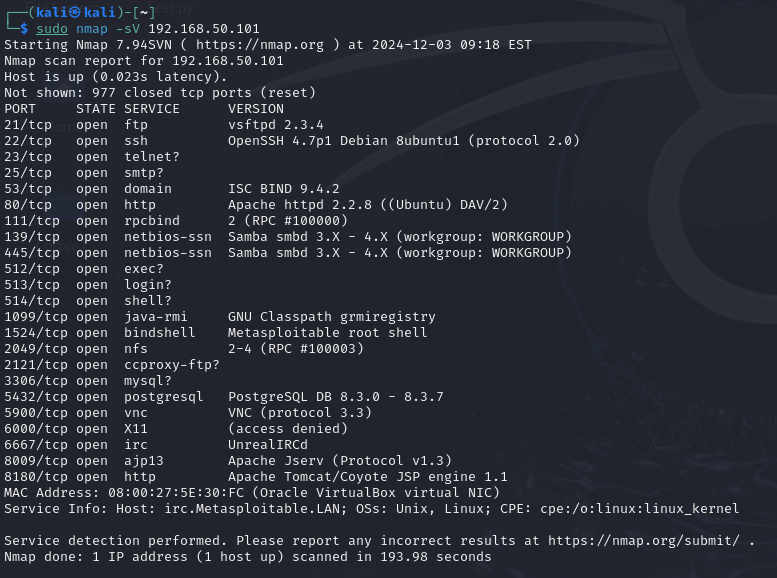 (kali㉿kali)-[~]
$ sudo nmap -sV 192.168.50.101
Starting Nmap 7.94SVN ( https://nmap.org ) at 2024-12-03 09:18 EST
Nmap scan report for 192.168.50.101
Host is up (0.023s latency).
Not shown: 977 closed tcp ports (reset)
PORT     STATE SERVICE      VERSION
21/tcp   open  ftp          vsftpd 2.3.4
22/tcp   open  ssh          OpenSSH 4.7p1 Debian 8ubuntu1 (protocol 2.0)
23/tcp   open  telnet?
25/tcp   open  smtp?
53/tcp   open  domain       ISC BIND 9.4.2
80/tcp   open  http         Apache httpd 2.2.8 ((Ubuntu) DAV/2)
111/tcp  open  rpcbind      2 (RPC #100000)
139/tcp  open  netbios-ssn  Samba smbd 3.X - 4.X (workgroup: WORKGROUP)
445/tcp  open  netbios-ssn  Samba smbd 3.X - 4.X (workgroup: WORKGROUP)
512/tcp  open  exec?
513/tcp  open  login?
514/tcp  open  shell?
1099/tcp open  java-rmi     GNU Classpath grmiregistry
1524/tcp open  bindshell    Metasploitable root shell
2049/tcp open  nfs          2-4 (RPC #100003)
2121/tcp open  ccproxy-ftp?
3306/tcp open  mysql?
5432/tcp open  postgresql   PostgreSQL DB 8.3.0 - 8.3.7
5900/tcp open  vnc          VNC (protocol 3.3)
6000/tcp open  X11          (access denied)
6667/tcp open  irc          UnrealIRCd
8009/tcp open  ajp13        Apache Jserv (Protocol v1.3)
8180/tcp open  http         Apache Tomcat/Coyote JSP engine 1.1
MAC Address: 08:00:27:5E:30:FC (Oracle VirtualBox virtual NIC)
Service Info: Host: irc.Metasploitable.LAN; OSs: Unix, Linux; CPE: cpe:/o:linux:linux_kernel

Service detection performed. Please report any incorrect results at https://nmap.org/submit/ .
Nmap done: 1 IP address (1 host up) scanned in 193.98 seconds